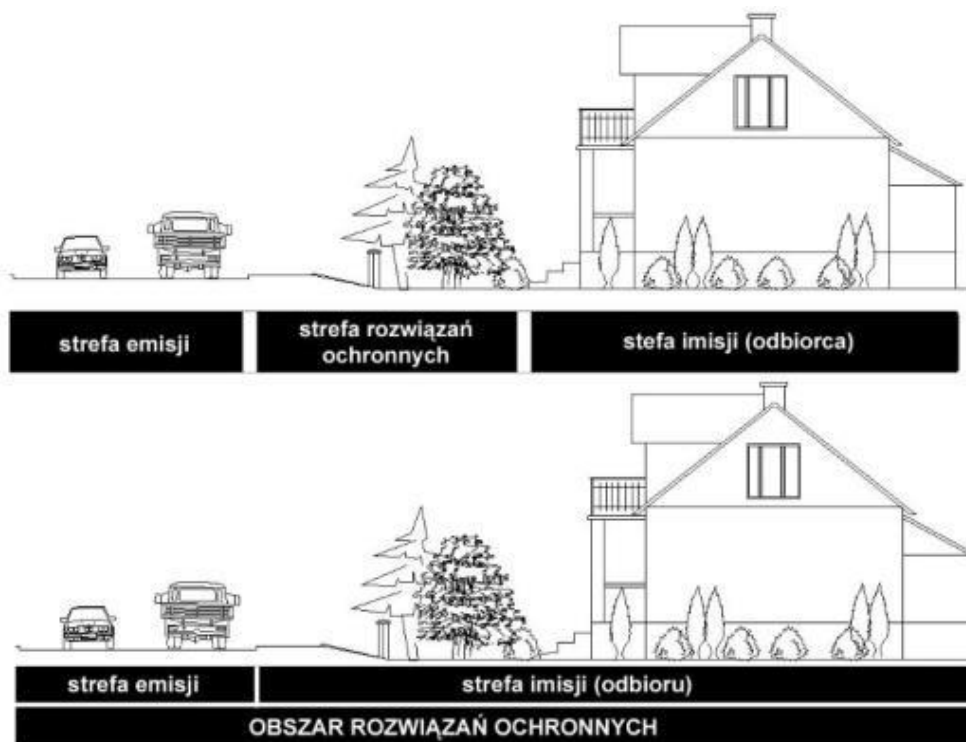 strefa emisji
strefa rozwiązań
ochronnych
stefa imisji (odbiorca)
strefa emisji
strefa imisji (odbioru)
OBSZAR ROZWIĄZAŃ OCHRONNYCH